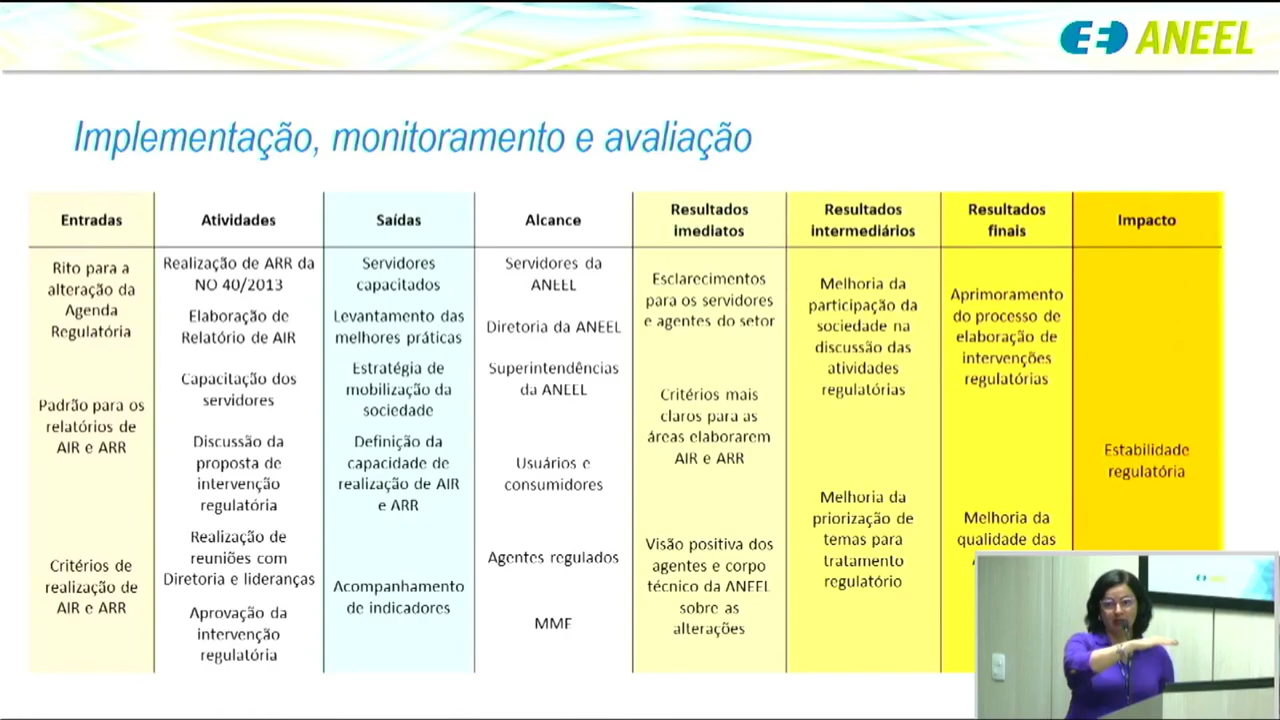 ANEEL
Implementação, monitoramento e avaliação
Entradas
Rito para a
alteração da
Agenda
Regulatória
Padrão para os
relatórios de
AIR e ARR
Critérios de
realização de
AIR e ARR
Atividades
Realização de ARR da
NO 40/2013
Elaboração de
Relatório de AIR
Capacitação dos
servidores
Discussão da
proposta de
intervenção
regulatória
Realização de
reuniões com
Diretoria e lideranças
Aprovação da
intervenção
regulatória
Saídas
Servidores
capacitados
Levantamento das
melhores práticas
Estratégia de
mobilização da
sociedade
Definição da
capacidade de
realização de AIR
e ARR
Acompanhamento
de indicadores
Alcance
Servidores da
ANEEL
Diretoria da ANEEL
Superintendências
da ANEEL
Usuários e
consumidores
Agentes regulados
MME
Resultados
imediatos
Esclarecimentos
para os servidores
e agentes do setor
Critérios mais
claros para as
áreas elaborarem
AIR e ARR
Visão positiva dos
agentes e corpo
técnico da ANEEL
sobre as
alterações
Resultados
intermediários
Melhoria da
participação da
sociedade na
discussão das
atividades
regulatórias
Melhoria da
priorização de
temas para
tratamento
regulatório
Resultados
finais
Aprimoramento
do processo de
elaboração de
intervenções
regulatórias
Melhoria da
qualidade das
Impacto
Estabilidade
regulatória